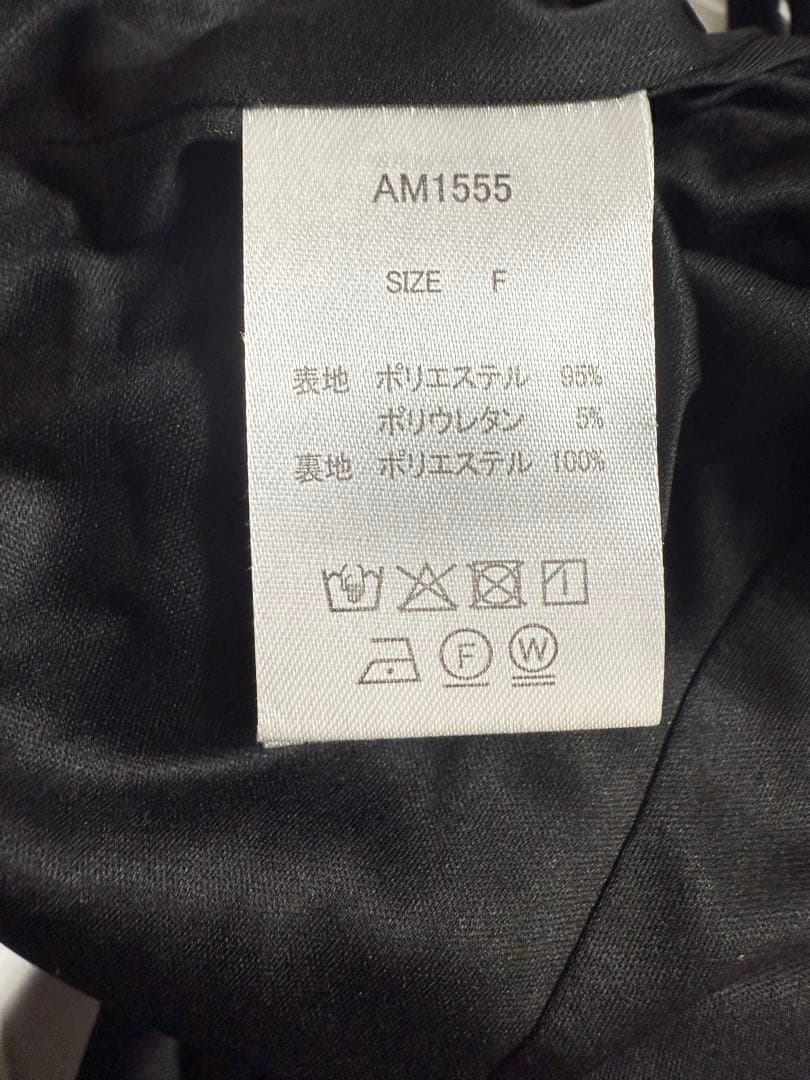 AM1555
SIZE F
表地 ポリエステル 95%
ポリウレタン 5%
裏地 ポリエステル 100%
F W